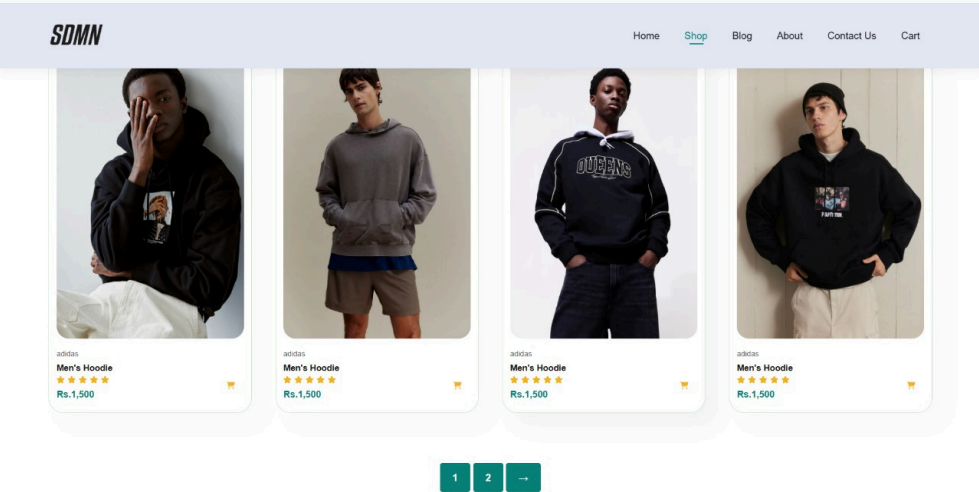 SDMN
Home Shop Blog About Contact Us Cart
QUEENS
adidas
Men's Hoodie
Rs.1,500
adidas
Men's Hoodie
Rs.1,500
adidas
Men's Hoodie
Rs.1,500
adidas
Men's Hoodie
Rs.1,500
1 2 →